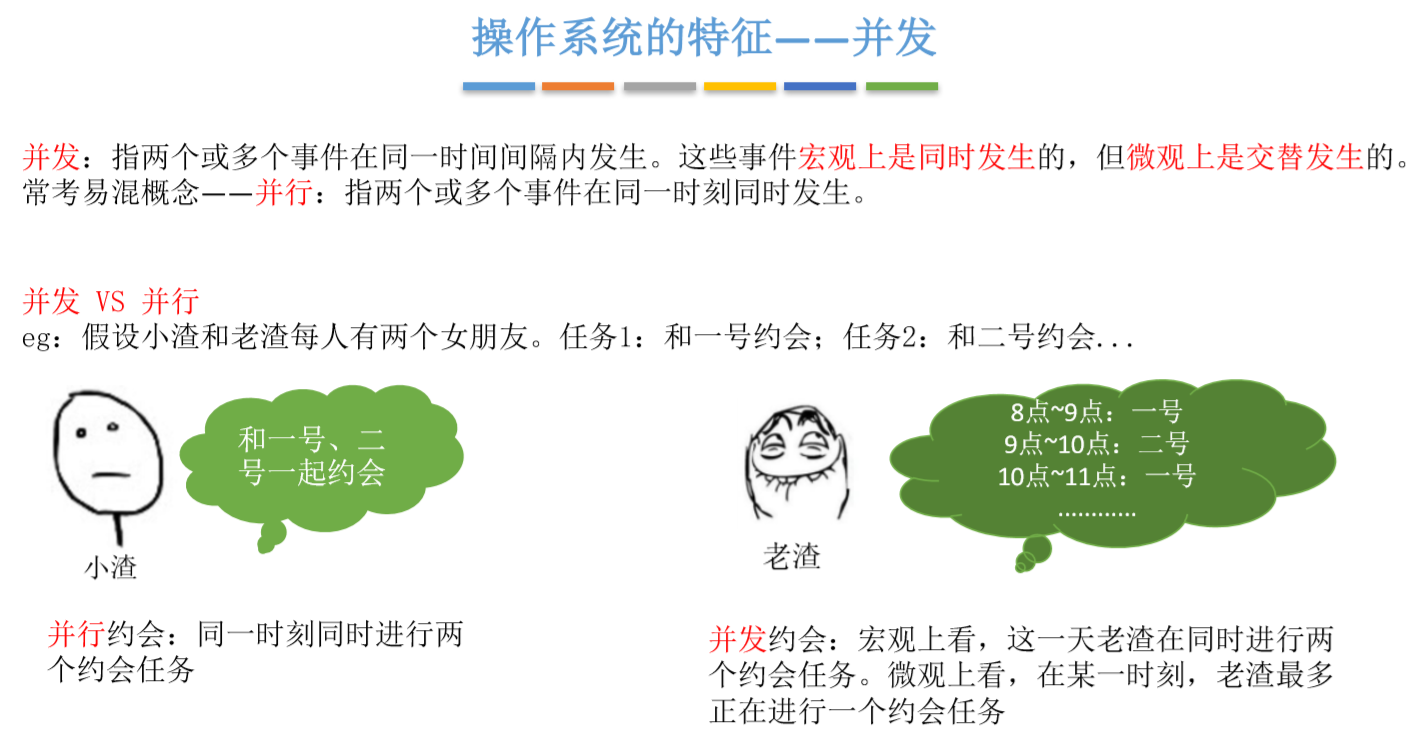 操作系统的特征——并发
并发：指两个或多个事件在同一时间间隔内发生。这些事件宏观上是同时发生的，但微观上是交替发生的。
常考易混概念——并行：指两个或多个事件在同一时刻同时发生。
并发 VS 并行
eg：假设小渣和老渣每人有两个女朋友。任务1：和一号约会；任务2：和二号约会...
和一号、二
号一起约会
小渣
并行约会：同一时刻同时进行两
个约会任务
8点~9点：一号
9点~10点：二号
10点~11点：一号
…………
老渣
并发约会：宏观上看，这一天老渣在同时进行两
个约会任务。微观上看，在某一时刻，老渣最多
正在进行一个约会任务